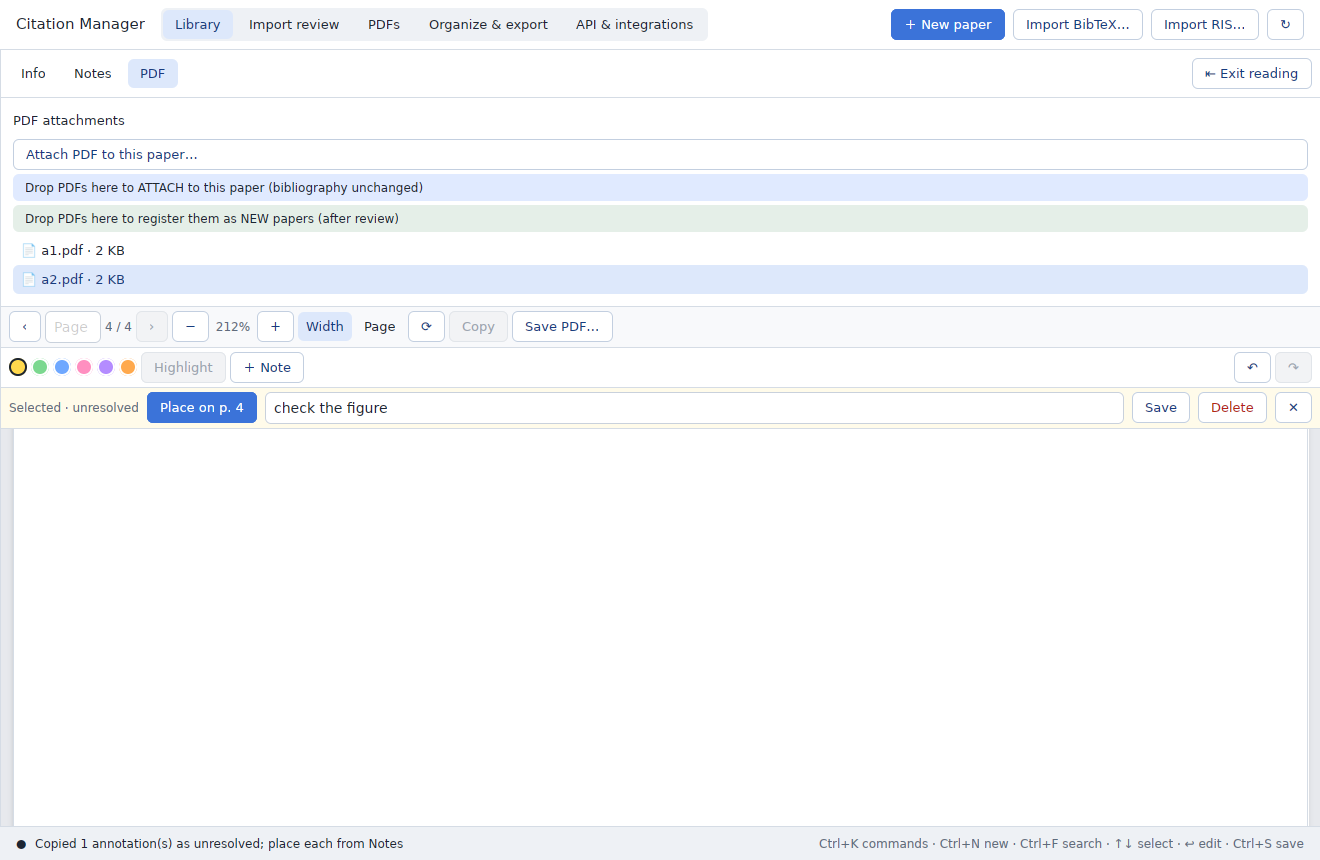 Citation Manager Library Import review PDFs Organize & export API & integrations + New paper Import BibTeX... Import RIS... ↻
Info Notes PDF ⇤ Exit reading
PDF attachments
Attach PDF to this paper...
Drop PDFs here to ATTACH to this paper (bibliography unchanged)
Drop PDFs here to register them as NEW papers (after review)
a1.pdf · 2 KB
a2.pdf · 2 KB
‹ Page 4 / 4 › − 212% + Width Page ⟳ Copy Save PDF...
Highlight + Note ↶ ↷
Selected · unresolved Place on p. 4 check the figure Save Delete ✕
● Copied 1 annotation(s) as unresolved; place each from Notes Ctrl+K commands · Ctrl+N new · Ctrl+F search · ↑↓ select · ↩ edit · Ctrl+S save